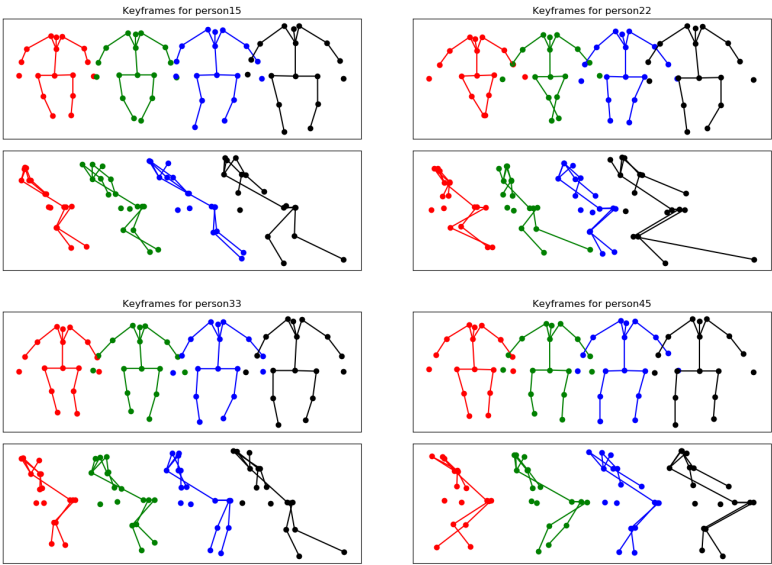 Keyframes for person15
Keyframes for person22
Keyframes for person33
Keyframes for person45